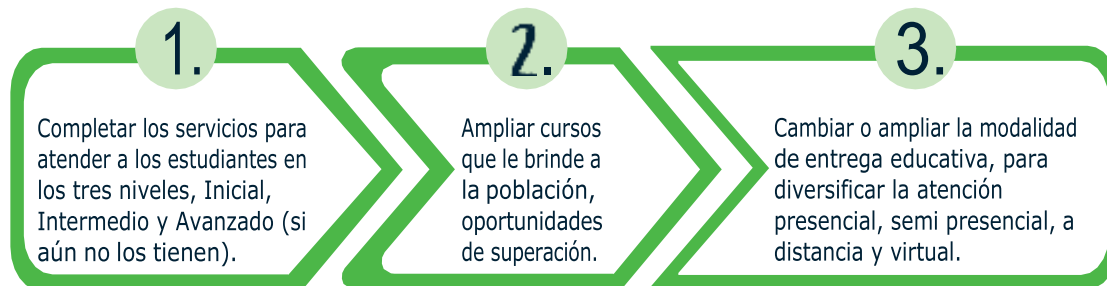 1.
Completar los servicios para
atender a los estudiantes en
los tres niveles, Inicial,
Intermedio y Avanzado (si
aún no los tienen).
2.
Ampliar cursos
que le brinde a
la población,
oportunidades
de superación.
3.
Cambiar o ampliar la modalidad
de entrega educativa, para
diversificar la atención
presencial, semi presencial, a
distancia y virtual.